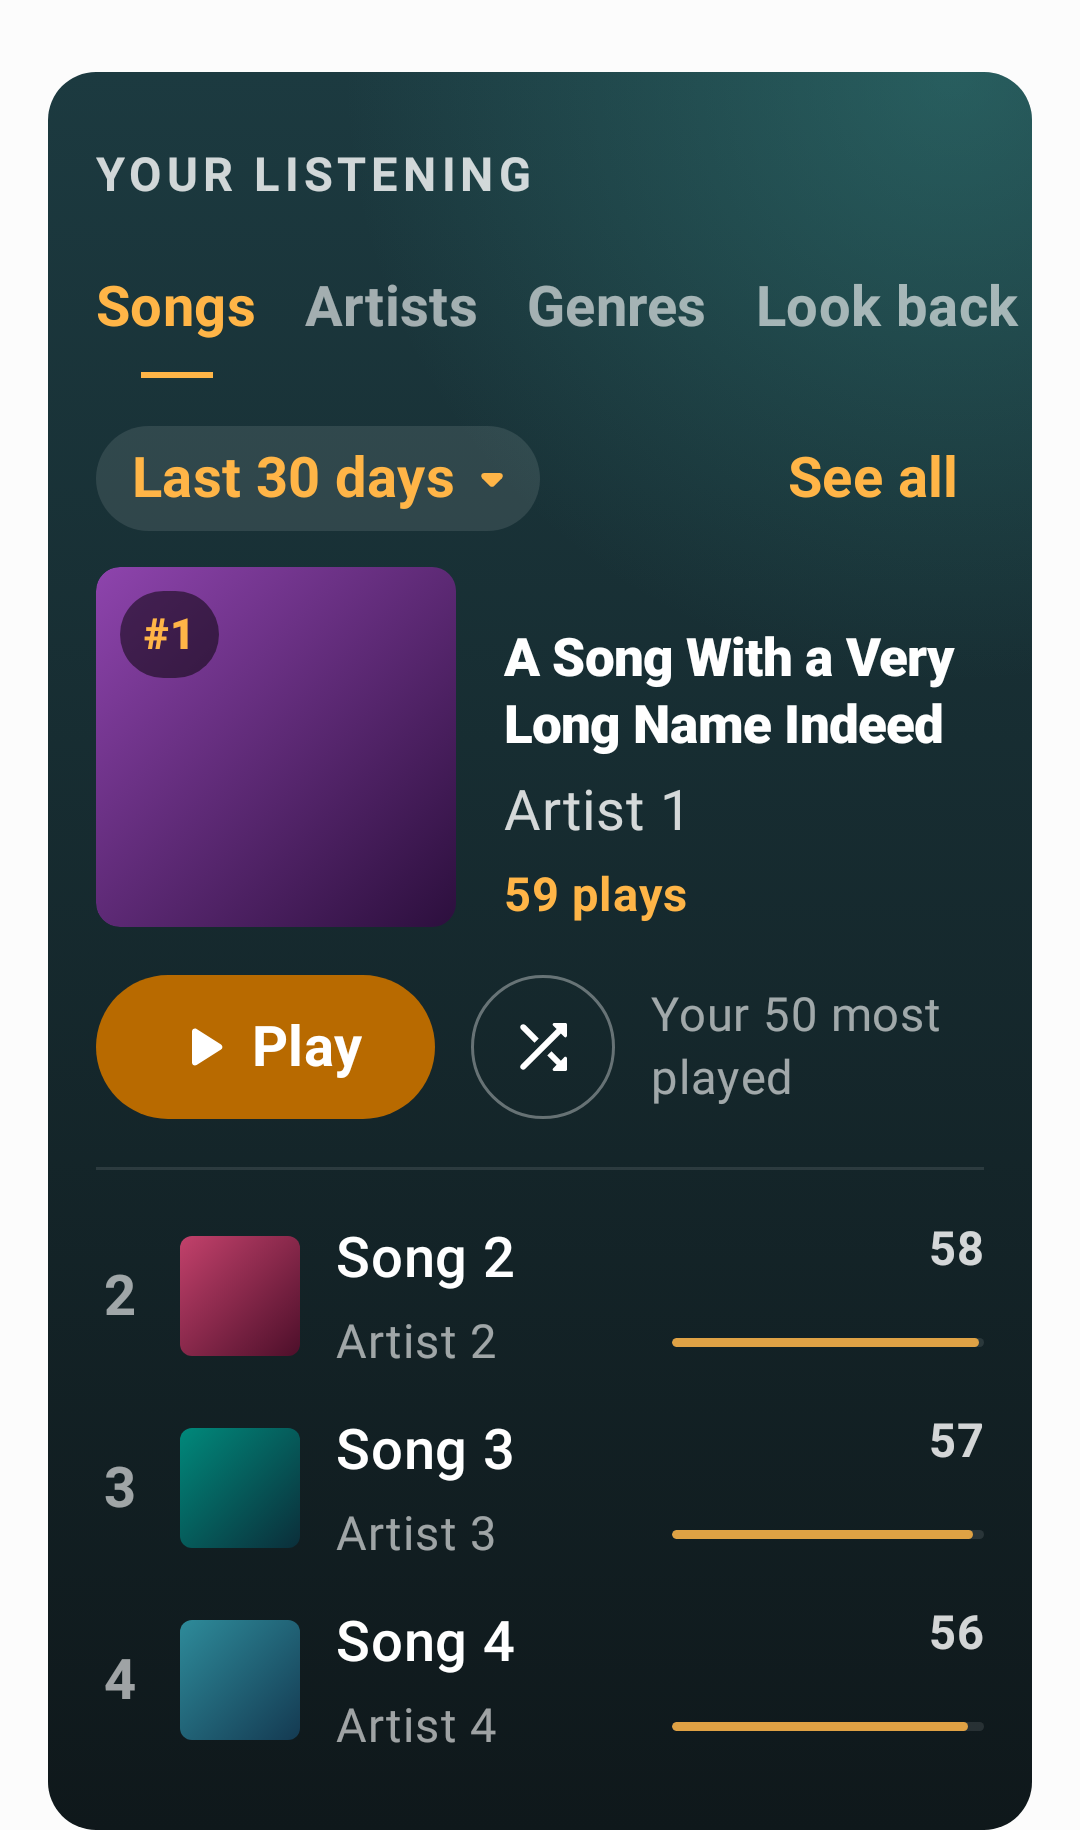 YOUR LISTENING
Songs Artists Genres Look back
Last 30 days See all
#1
A Song With a Very
Long Name Indeed
Artist 1
59 plays
Play
Your 50 most
played
2 Song 2 58
Artist 2
3 Song 3 57
Artist 3
4 Song 4 56
Artist 4